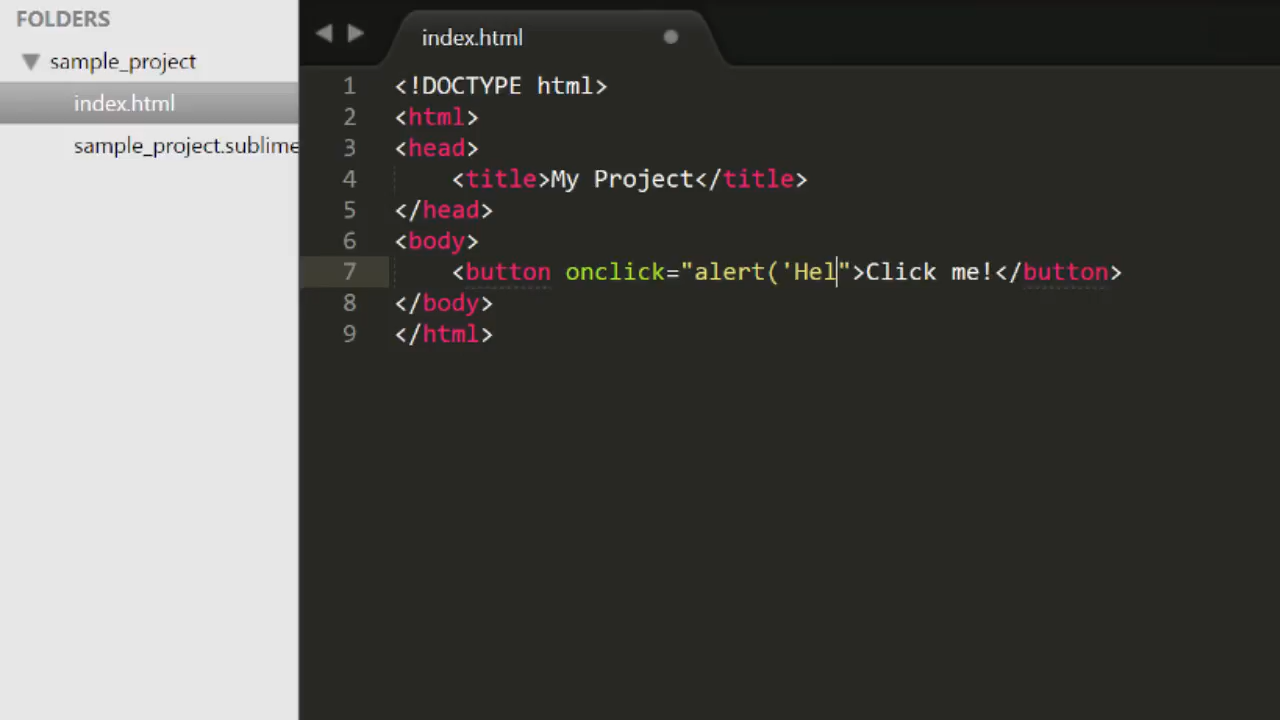 FOLDERS
sample_project
index.html
sample_project.sublime
index.html
1 <!DOCTYPE html>
2 <html>
3 <head>
4     <title>My Project</title>
5 </head>
6 <body>
7     <button onclick="alert('Hel">Click me!</button>
8 </body>
9 </html>